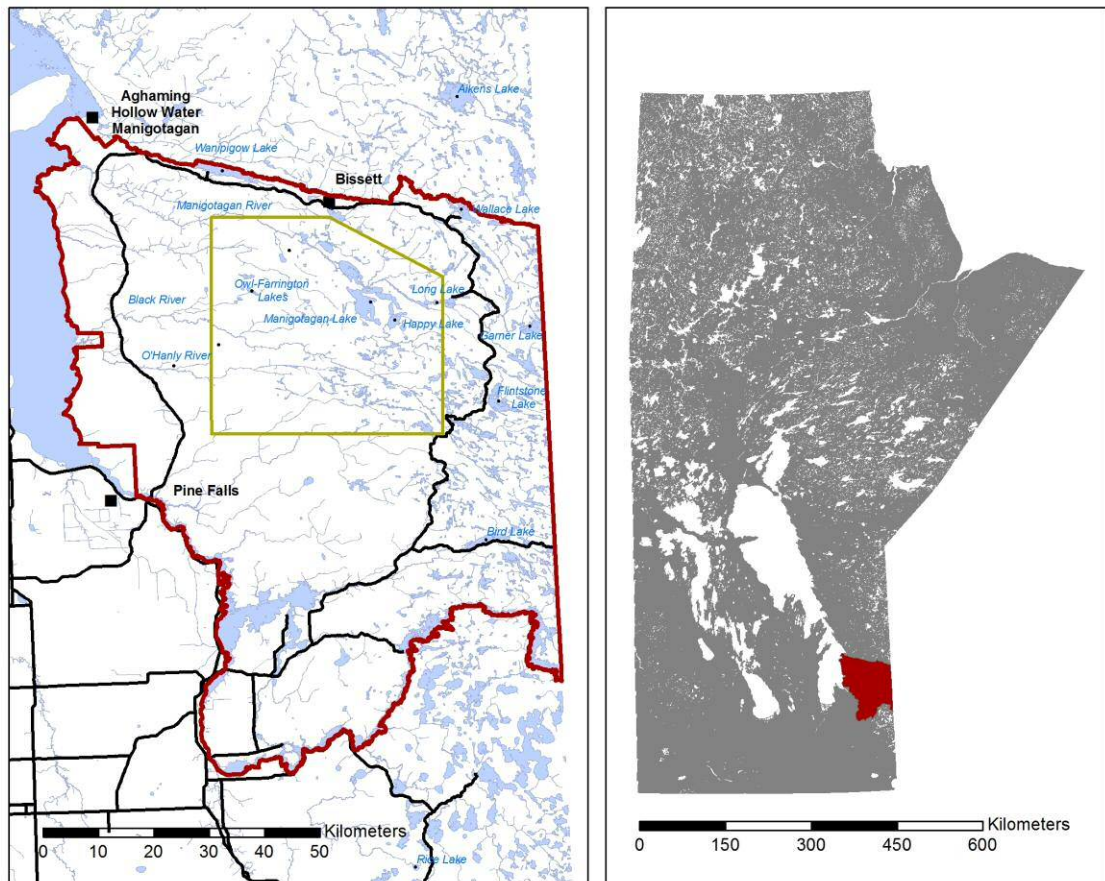 Aikens Lake
Aghaming
Hollow Water
Manigotagan
Wanipigow Lake
Bissett
Manigotagan River
Wallace Lake
Owl-Farrington
Lakes
Long Lake
Black River
Manigotagan Lake
Happy Lake
Garner Lake
O'Hanly River
Flintstone
Lake
Pine Falls
Bird Lake
Kilometers
0 10 20 30 40 50
Rice Lake
Kilometers
0 150 300 450 600